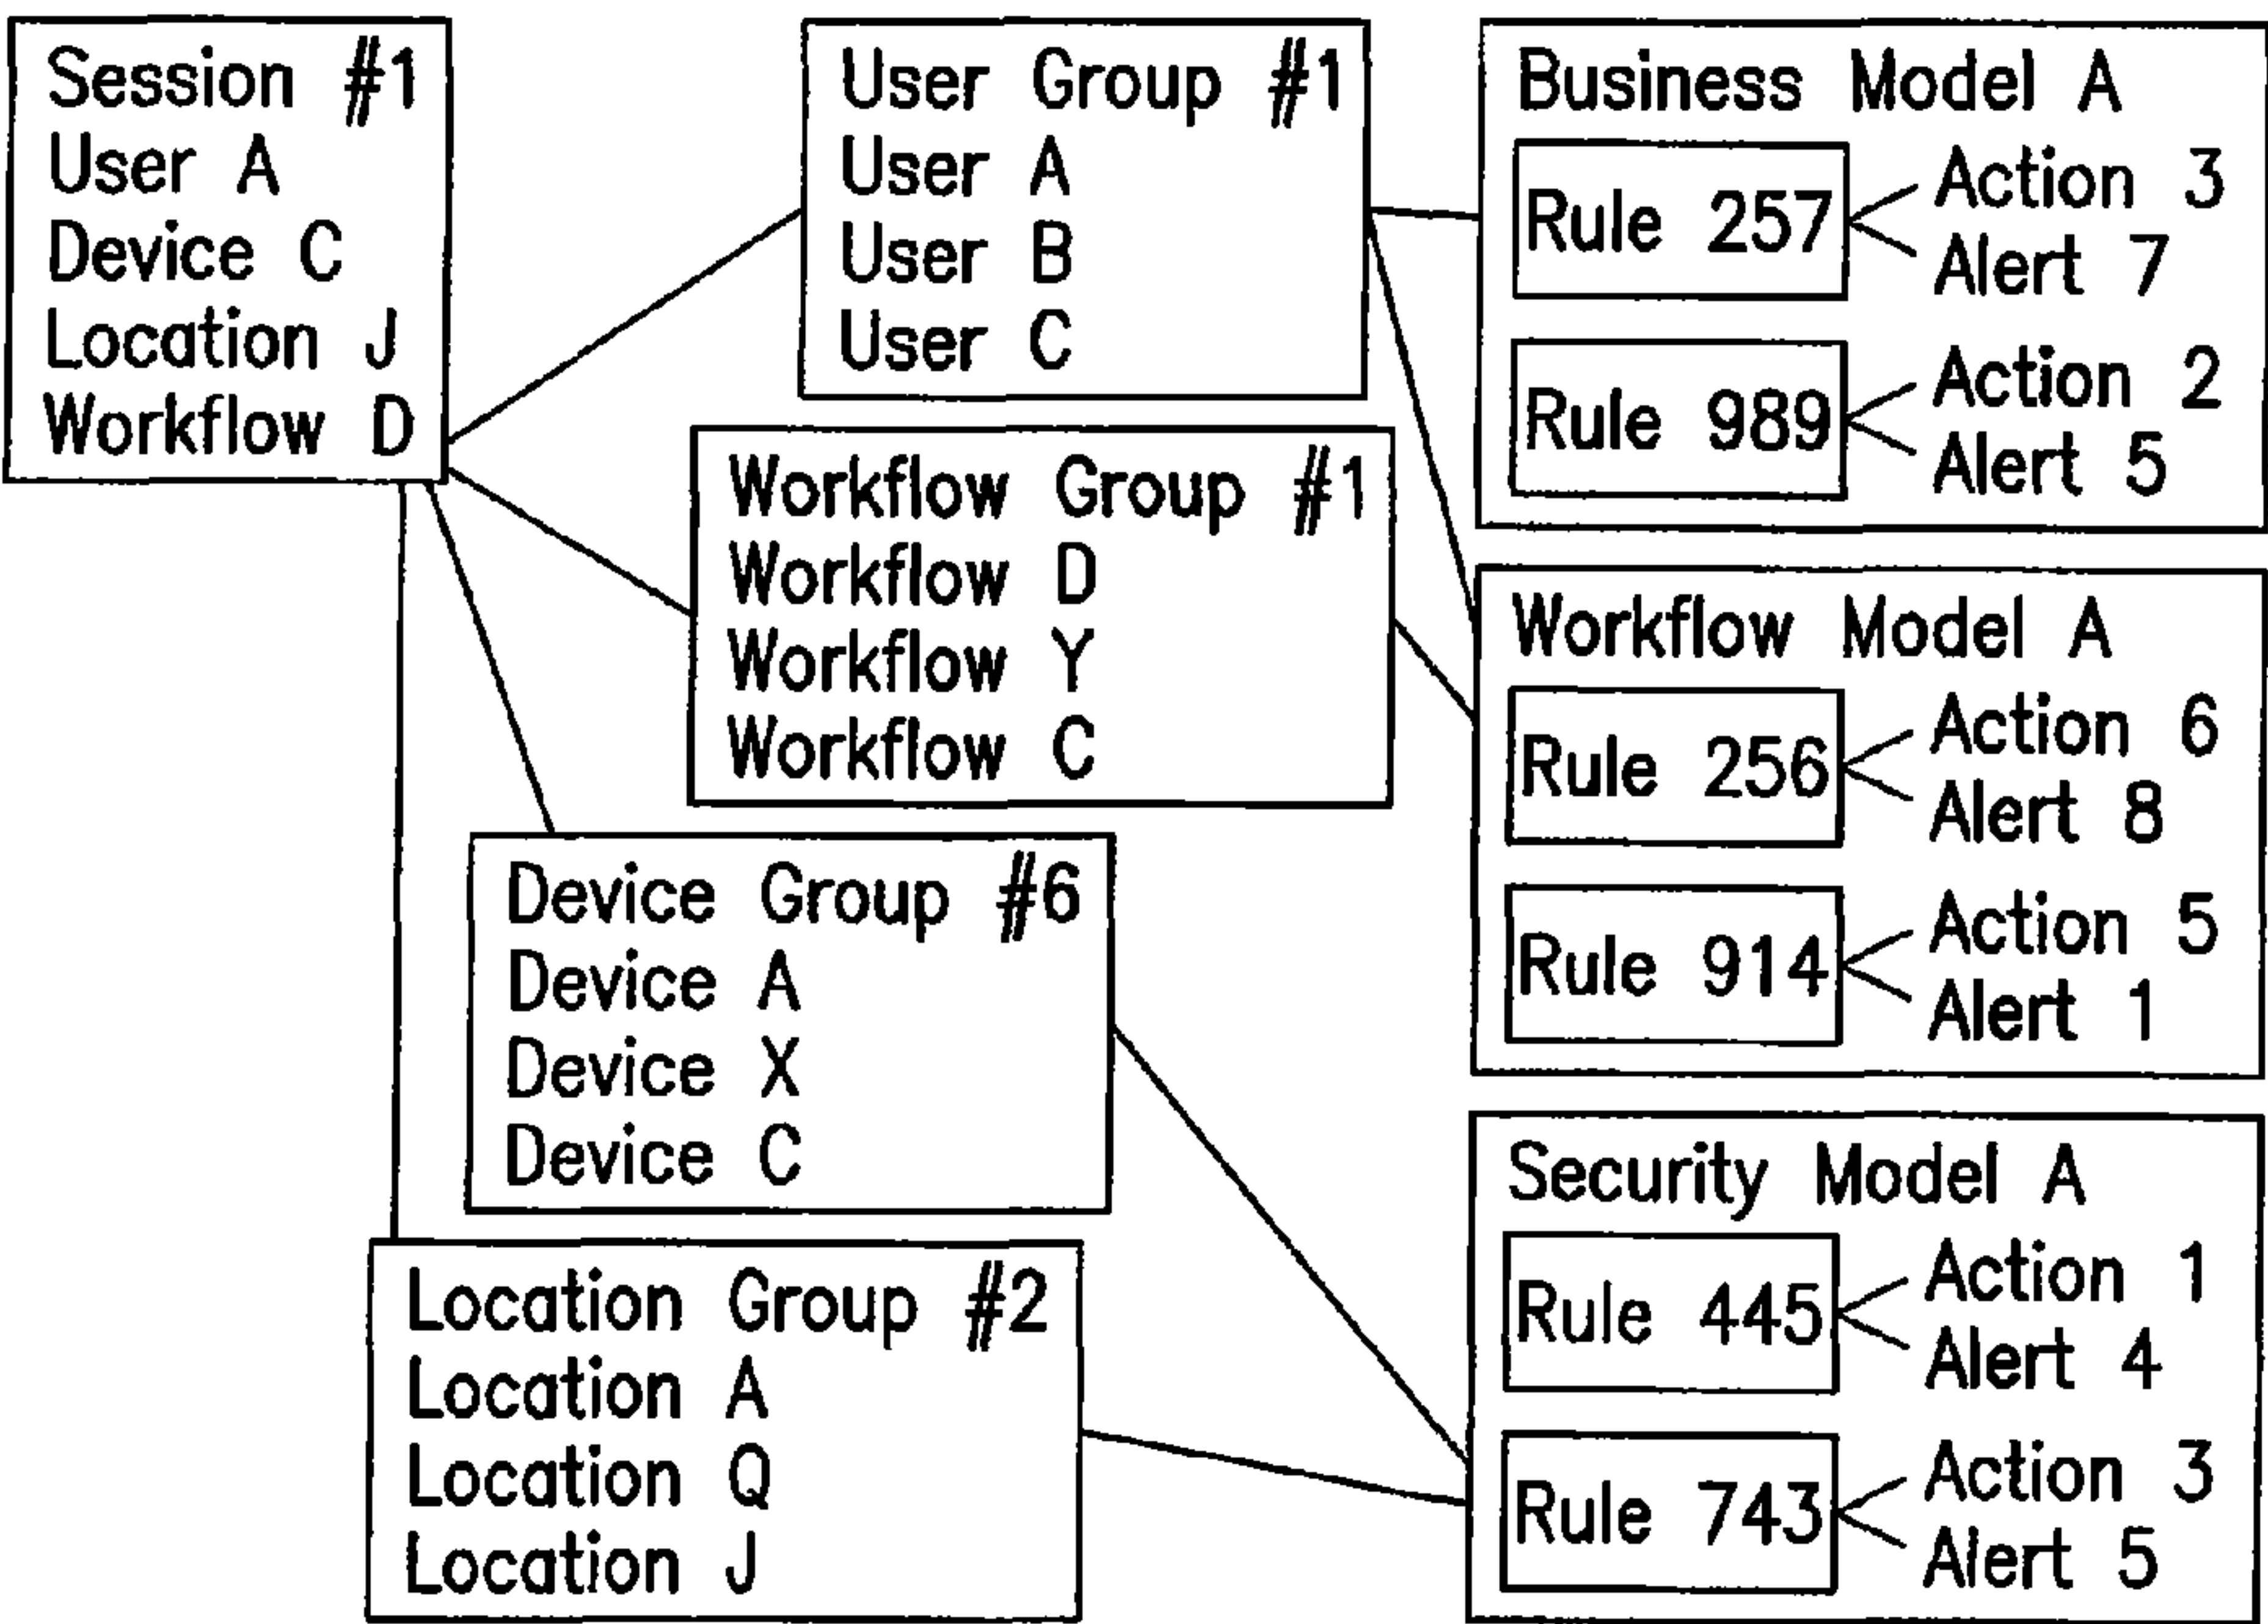 Session #1
User A
Device C
Location J
Workflow D
User Group #1
User A
User B
User C
Workflow Group #1
Workflow D
Workflow Y
Workflow C
Device Group #6
Device A
Device X
Device C
Location Group #2
Location A
Location Q
Location J
Business Model A
Rule 257
Action 3
Alert 7
Rule 989
Action 2
Alert 5
Workflow Model A
Rule 256
Action 6
Alert 8
Rule 914
Action 5
Alert 1
Security Model A
Rule 445
Action 1
Alert 4
Rule 743
Action 3
Alert 5